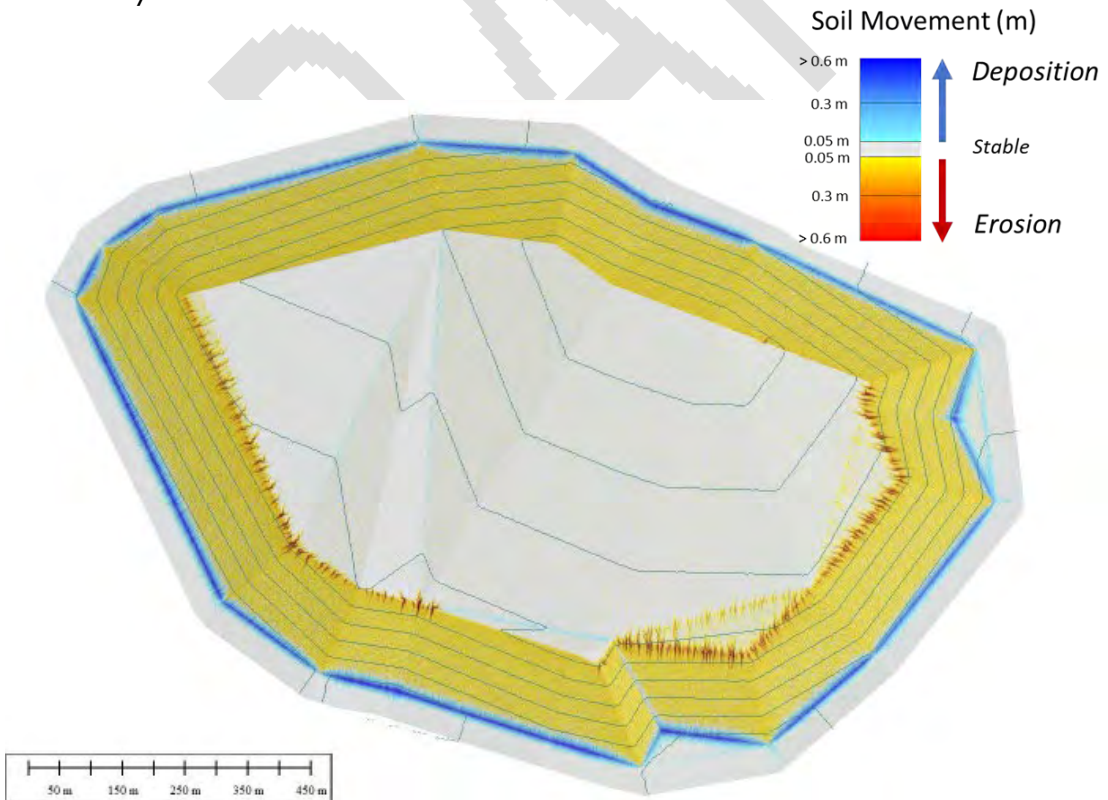 Soil Movement (m)
> 0.6 m
Deposition
0.3 m
0.05 m
Stable
0.05 m
0.3 m
Erosion
> 0.6 m
50 m 150 m 250 m 350 m 450 m